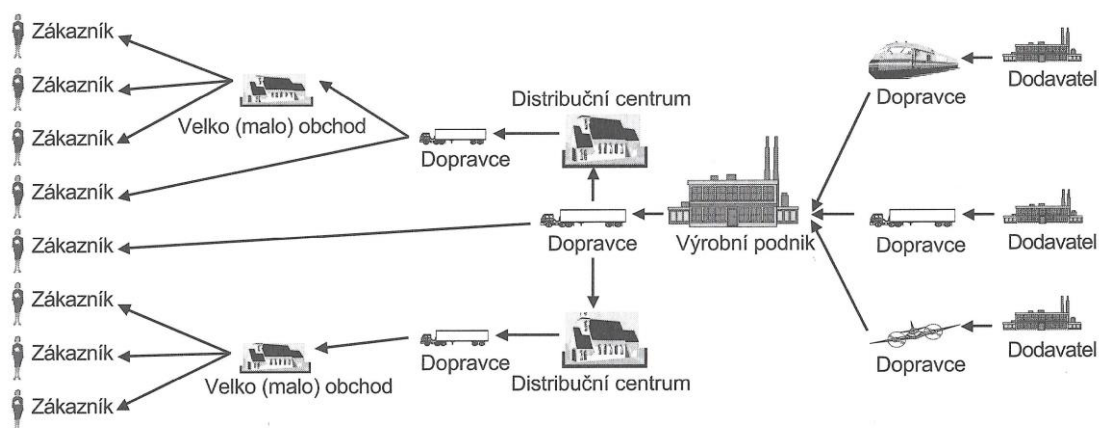 Zákazník
Zákazník
Zákazník
Zákazník
Zákazník
Zákazník
Zákazník
Zákazník
Velko (malo) obchod
Velko (malo) obchod
Dopravce
Dopravce
Distribuční centrum
Dopravce
Distribuční centrum
Výrobní podnik
Dopravce
Dopravce
Dopravce
Dodavatel
Dodavatel
Dodavatel